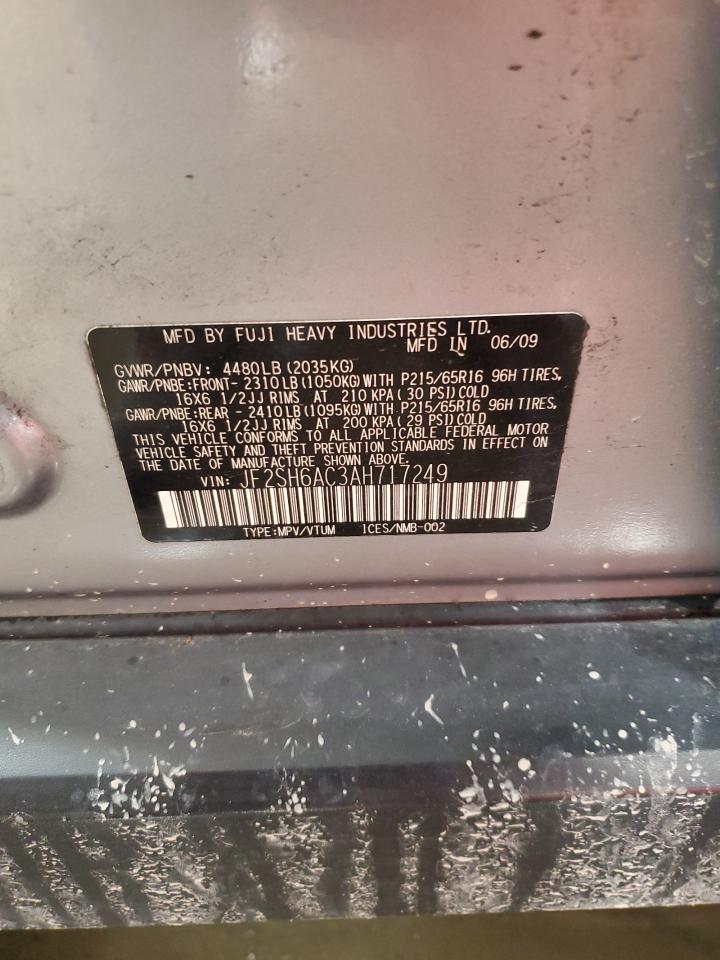 MFD BY FUJI HEAVY INDUSTRIES LTD.
MFD IN 06/09
GVWR/PNBV: 4480LB(2035KG)
GAWR/PNBE:FRONT-2310LB(1050KG)WITH P215/65R16 96H TIRES,
16X6 1/2JJ RIMS AT 210 KPA(30 PSI)COLD
GAWR/PNBE:REAR -2410LB(1095KG)WITH P215/65R16 96H TIRES,
16X6 1/2JJ RIMS AT 200 KPA(29 PSI)COLD
THIS VEHICLE CONFORMS TO ALL APPLICABLE FEDERAL MOTOR
VEHICLE SAFETY AND THEFT PREVENTION STANDARDS IN EFFECT ON
THE DATE OF MANUFACTURE SHOWN ABOVE.
VIN: JF2SH6AC3AH717249
TYPE:MPV/VTUM ICES/NMB-002